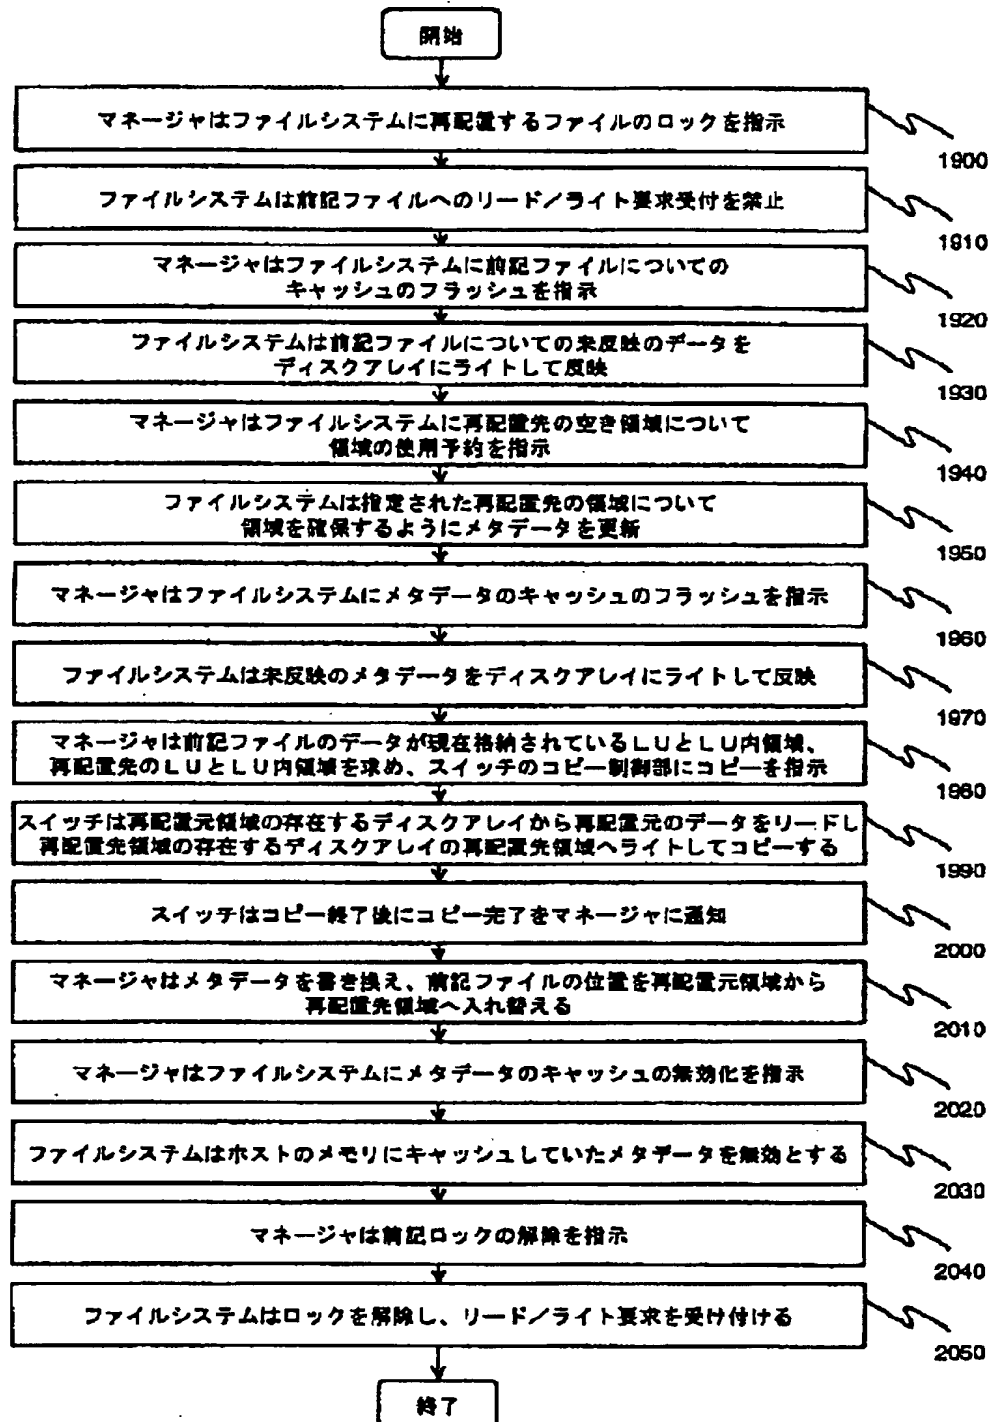 開始
マネージャはファイルシステムに再配置するファイルのロックを指示
1900
ファイルシステムは前記ファイルへのリード/ライト要求受付を禁止
1910
マネージャはファイルシステムに前記ファイルについての
キャッシュのフラッシュを指示
1920
ファイルシステムは前記ファイルについての未反映のデータを
ディスクアレイにライトして反映
1930
マネージャはファイルシステムに再配置先の空き領域について
領域の使用予約を指示
1940
ファイルシステムは指定された再配置先の領域について
領域を確保するようにメタデータを更新
1950
マネージャはファイルシステムにメタデータのキャッシュのフラッシュを指示
1960
ファイルシステムは未反映のメタデータをディスクアレイにライトして反映
1970
マネージャは前記ファイルのデータが現在格納されているLUとLU内領域、
再配置先のLUとLU内領域を求め、スイッチのコピー制御部にコピーを指示
1980
スイッチは再配置元領域の存在するディスクアレイから再配置元のデータをリードし
再配置先領域の存在するディスクアレイの再配置先領域へライトしてコピーする
1990
スイッチはコピー終了後にコピー完了をマネージャに通知
2000
マネージャはメタデータを書き換え、前記ファイルの位置を再配置元領域から
再配置先領域へ入れ替える
2010
マネージャはファイルシステムにメタデータのキャッシュの無効化を指示
2020
ファイルシステムはホストのメモリにキャッシュしていたメタデータを無効とする
2030
マネージャは前記ロックの解除を指示
2040
ファイルシステムはロックを解除し、リード/ライト要求を受け付ける
2050
終了